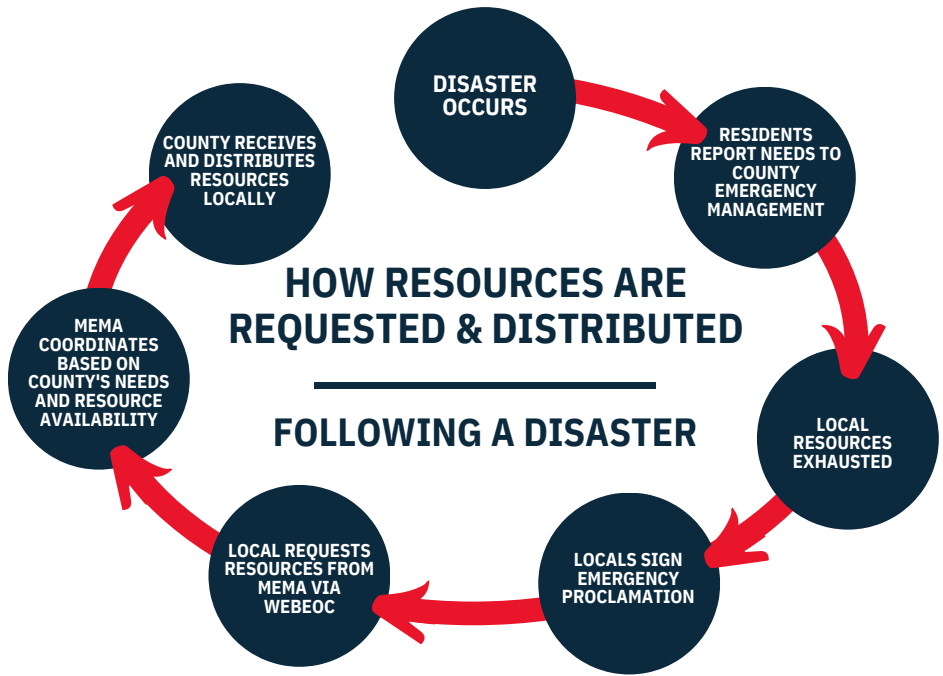 DISASTER
OCCURS
RESIDENTS
REPORT NEEDS TO
COUNTY
EMERGENCY
MANAGEMENT
LOCAL
RESOURCES
EXHAUSTED
LOCALS SIGN
EMERGENCY
PROCLAMATION
LOCAL REQUESTS
RESOURCES FROM
MEMA VIA
WEBEOC
MEMA
COORDINATES
BASED ON
COUNTY'S NEEDS
AND RESOURCE
AVAILABILITY
COUNTY RECEIVES
AND DISTRIBUTES
RESOURCES
LOCALLY
HOW RESOURCES ARE
REQUESTED & DISTRIBUTED
FOLLOWING A DISASTER